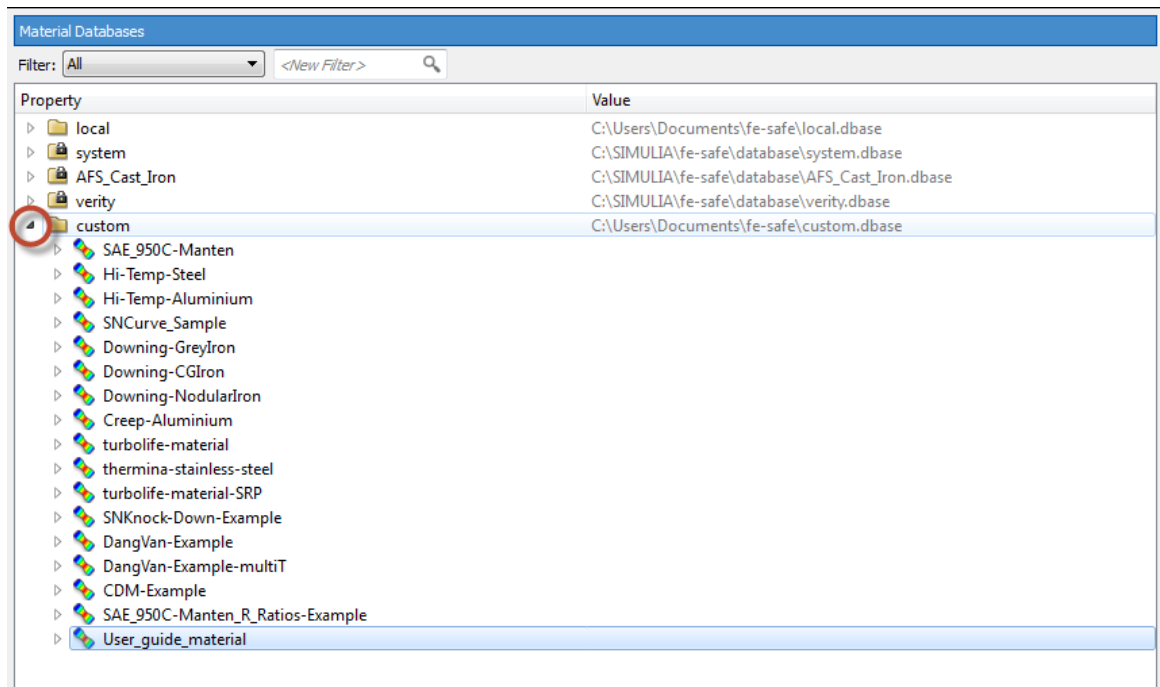 Material Databases
Filter: All <New Filter>
Property Value
local C:\Users\Documents\fe-safe\local.dbase
system C:\SIMULIA\fe-safe\database\system.dbase
AFS_Cast_Iron C:\SIMULIA\fe-safe\database\AFS_Cast_Iron.dbase
verity C:\SIMULIA\fe-safe\database\verity.dbase
custom C:\Users\Documents\fe-safe\custom.dbase
SAE_950C-Manten
Hi-Temp-Steel
Hi-Temp-Aluminium
SNCurve_Sample
Downing-GreyIron
Downing-CGIron
Downing-NodularIron
Creep-Aluminium
turbolife-material
thermina-stainless-steel
turbolife-material-SRP
SNKnock-Down-Example
DangVan-Example
DangVan-Example-multiT
CDM-Example
SAE_950C-Manten_R_Ratios-Example
User_guide_material